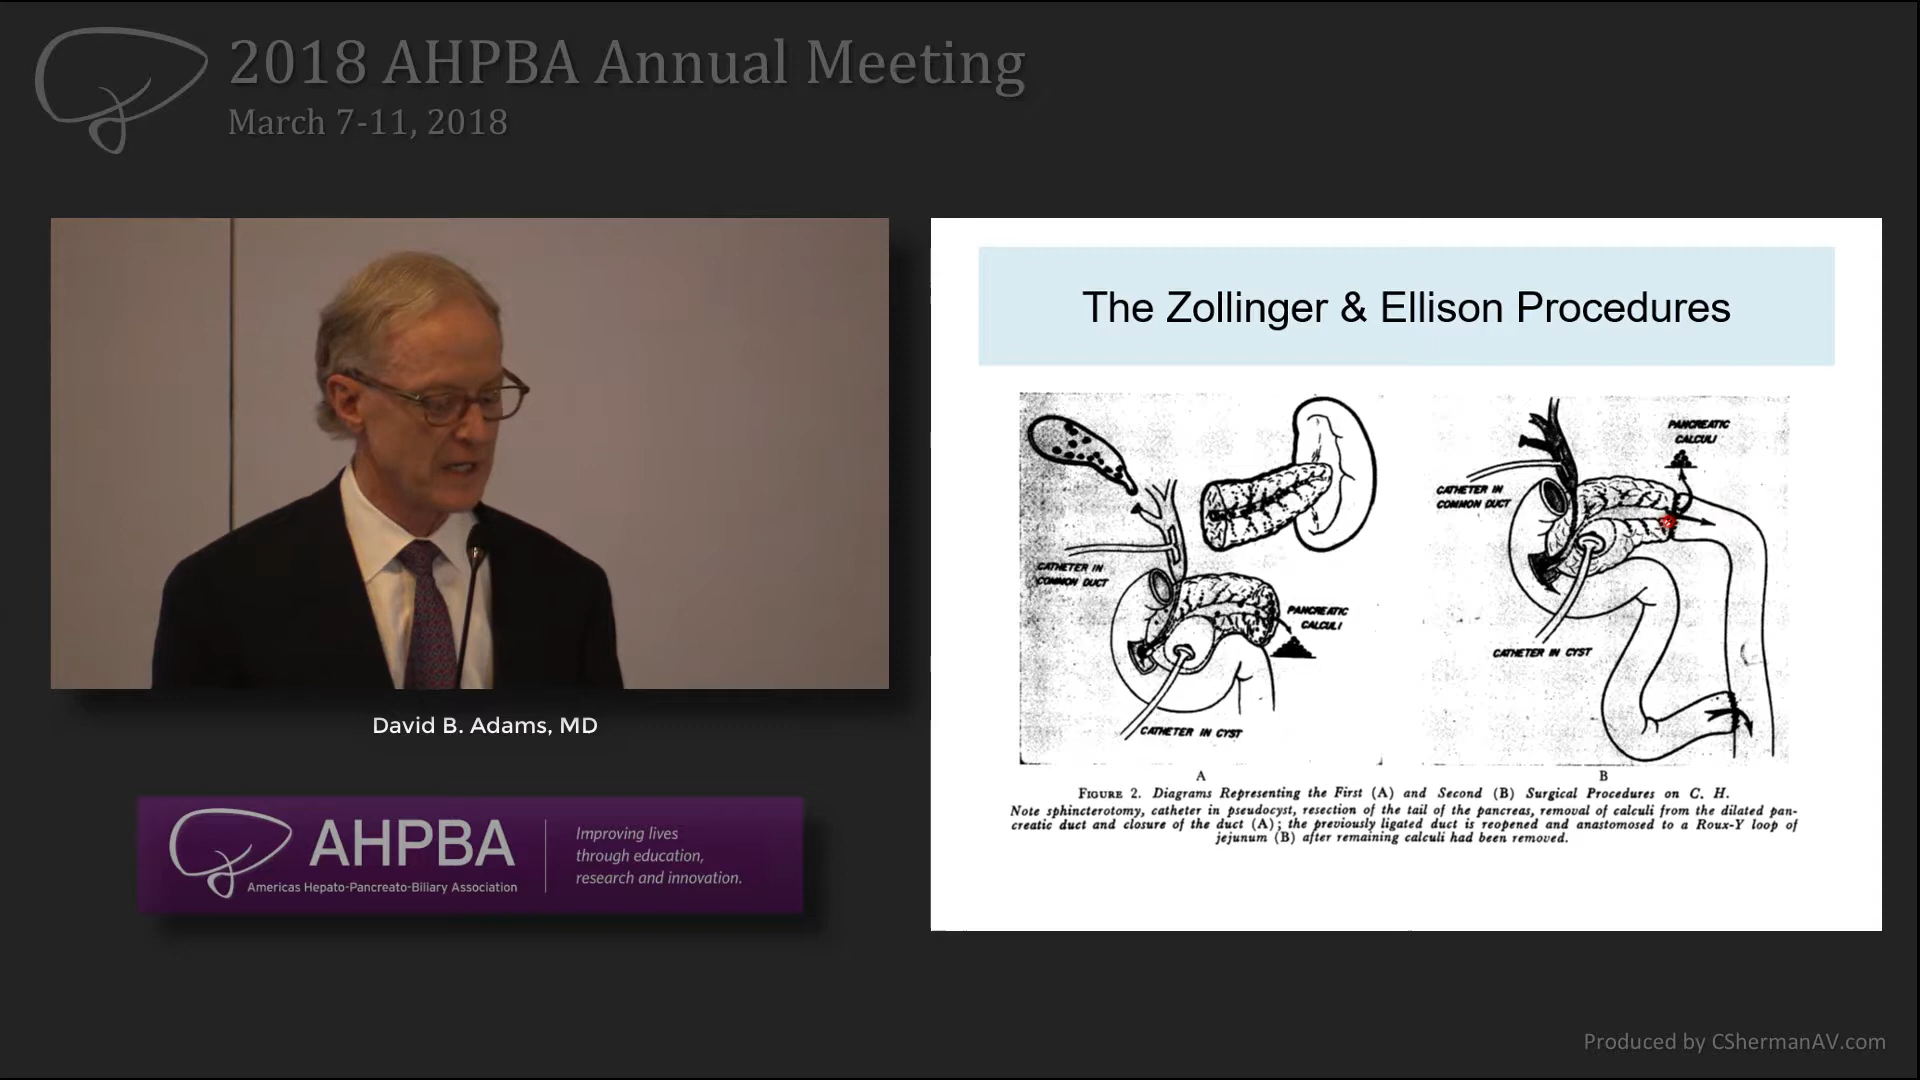 2018 AHPBA Annual Meeting
March 7-11, 2018
David B. Adams, MD
AHPBA
Americas Hepato-Pancreato-Biliary Association
Improving lives
through education,
research and innovation.
The Zollinger & Ellison Procedures
CATHETER IN
COMMON DUCT
PANCREATIC
CALCULI
CATHETER IN CYST
A
PANCREATIC
CALCULI
CATHETER IN
COMMON DUCT
CATHETER IN CYST
B
FIGURE 2. Diagrams Representing the First (A) and Second (B) Surgical Procedures on C. H.
Note sphincterotomy, catheter in pseudocyst, resection of the tail of the pancreas, removal of calculi from the dilated pan-
creatic duct and closure of the duct (A); the previously ligated duct is reopened and anastomosed to a Roux-Y loop of
jejunum (B) after remaining calculi had been removed.
Produced by CShermanAV.com